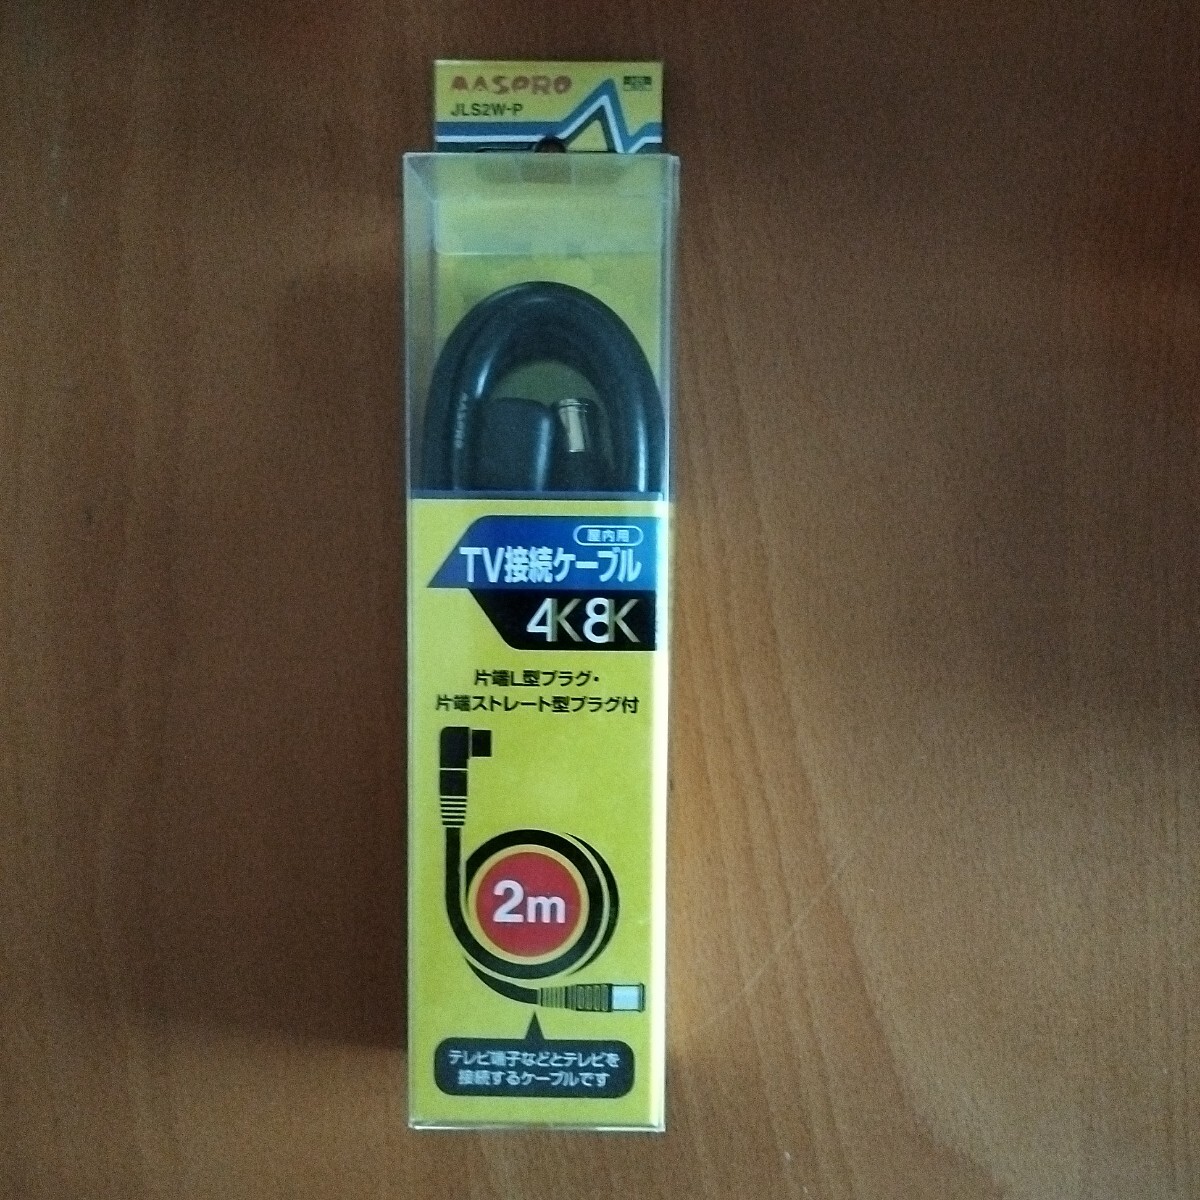 MASPRO
JLS2W-P
MASPRO
屋内用
TV接続ケーブル
4K8K
片端L型プラグ・
片端ストレート型プラグ付
2m
テレビ端子などとテレビを
接続するケーブルです